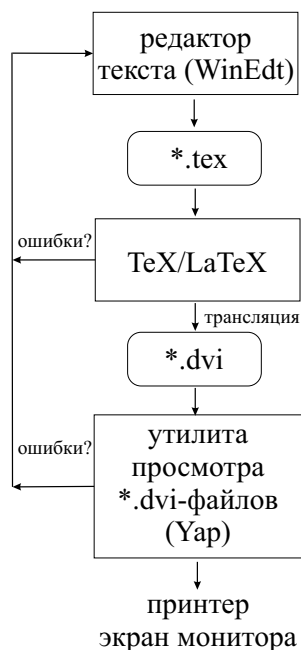 редактор
текста (WinEdt)
*.tex
ошибки?
TeX/LaTeX
трансляция
*.dvi
ошибки?
утилита
просмотра
*.dvi-файлов
(Yap)
принтер
экран монитора